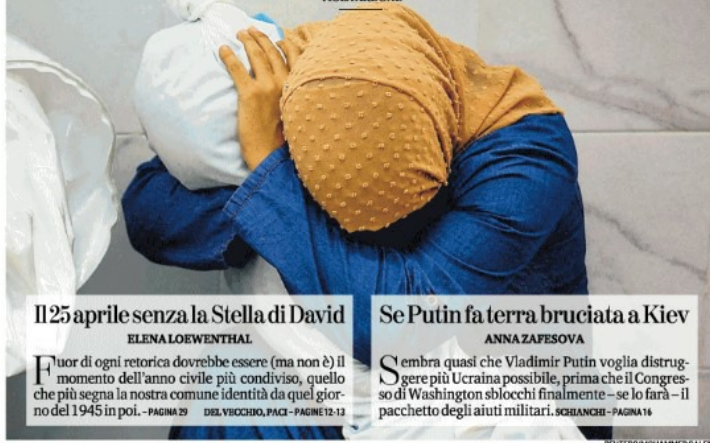 Il 25 aprile senza la Stella di David
ELENA LOEWENTHAL
Fuor di ogni retorica dovrebbe essere (ma non è) il
momento dell'anno civile più condiviso, quello
che più segna la nostra comune identità da quel gior-
no del 1945 in poi. – PAGINA 29 DEL VECCHIO, PACI – PAGINE 12-13
Se Putin fa terra bruciata a Kiev
ANNA ZAFESOVA
Sembra quasi che Vladimir Putin voglia distrug-
gere più Ucraina possibile, prima che il Congres-
so di Washington sblocchi finalmente – se lo farà – il
pacchetto degli aiuti militari. SCHIANCHI – PAGINA 16